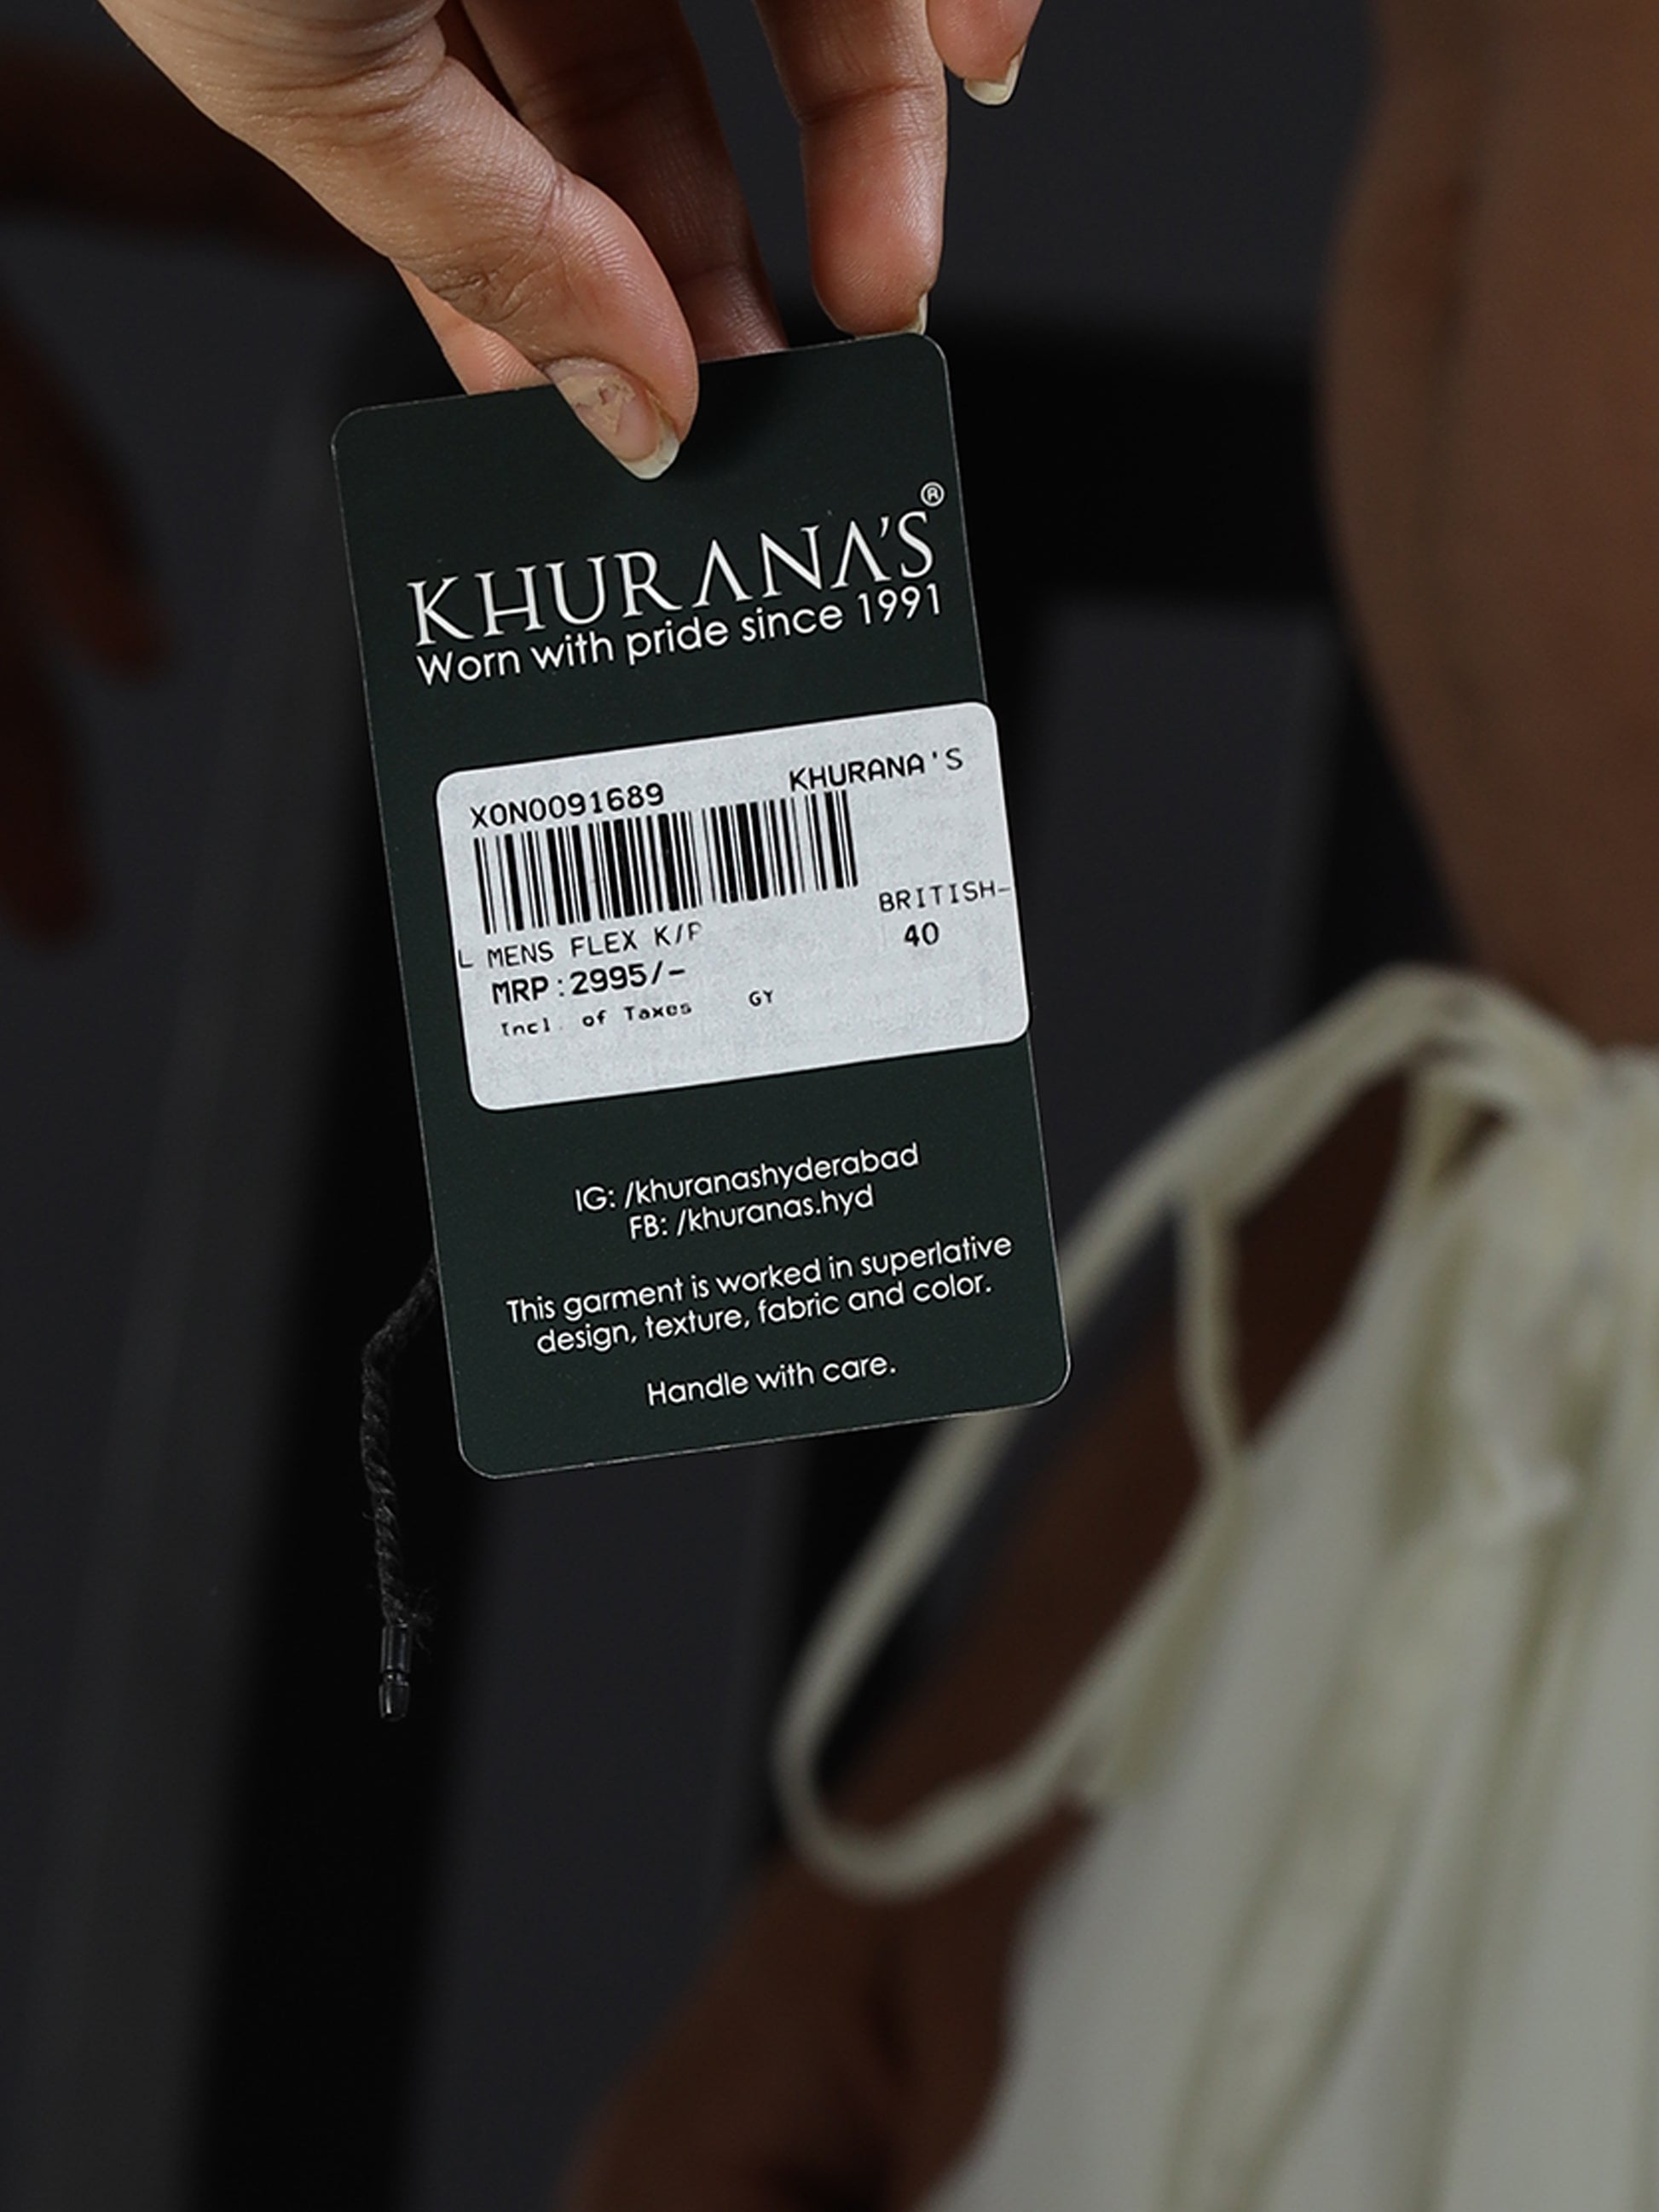 KHURANA'S®
Worn with pride since 1991
XON0091689 KHURANA'S
BRITISH-
L MENS FLEX K/P 40
MRP:2995/-
Incl. of Taxes GY
IG: /khuranashyderabad
FB: /khuranas.hyd
This garment is worked in superlative
design, texture, fabric and color.
Handle with care.